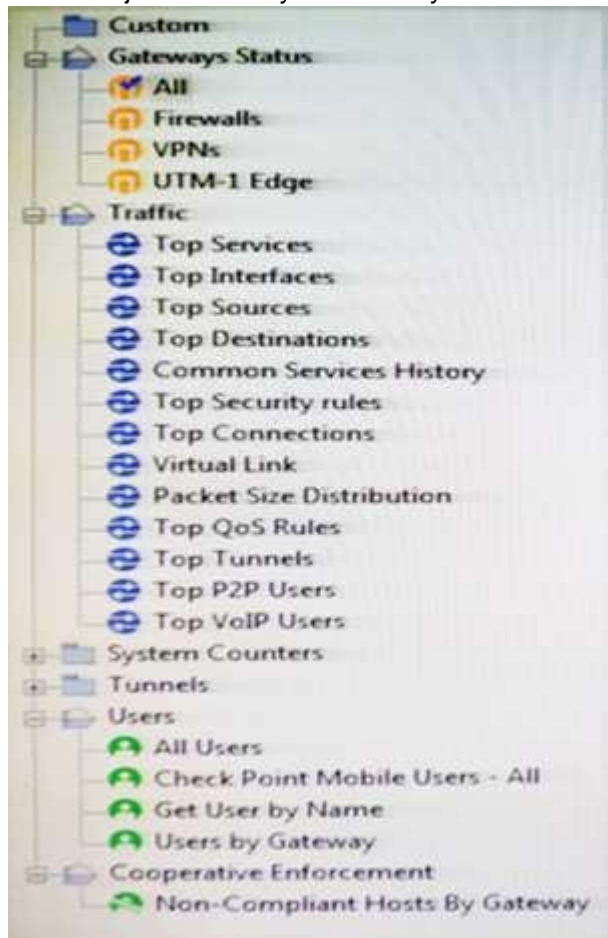 Custom
Gateways Status
All
Firewalls
VPNs
UTM-1 Edge
Traffic
Top Services
Top Interfaces
Top Sources
Top Destinations
Common Services History
Top Security rules
Top Connections
Virtual Link
Packet Size Distribution
Top QoS Rules
Top Tunnels
Top P2P Users
Top VoIP Users
System Counters
Tunnels
Users
All Users
Check Point Mobile Users - All
Get User by Name
Users by Gateway
Cooperative Enforcement
Non-Compliant Hosts By Gateway